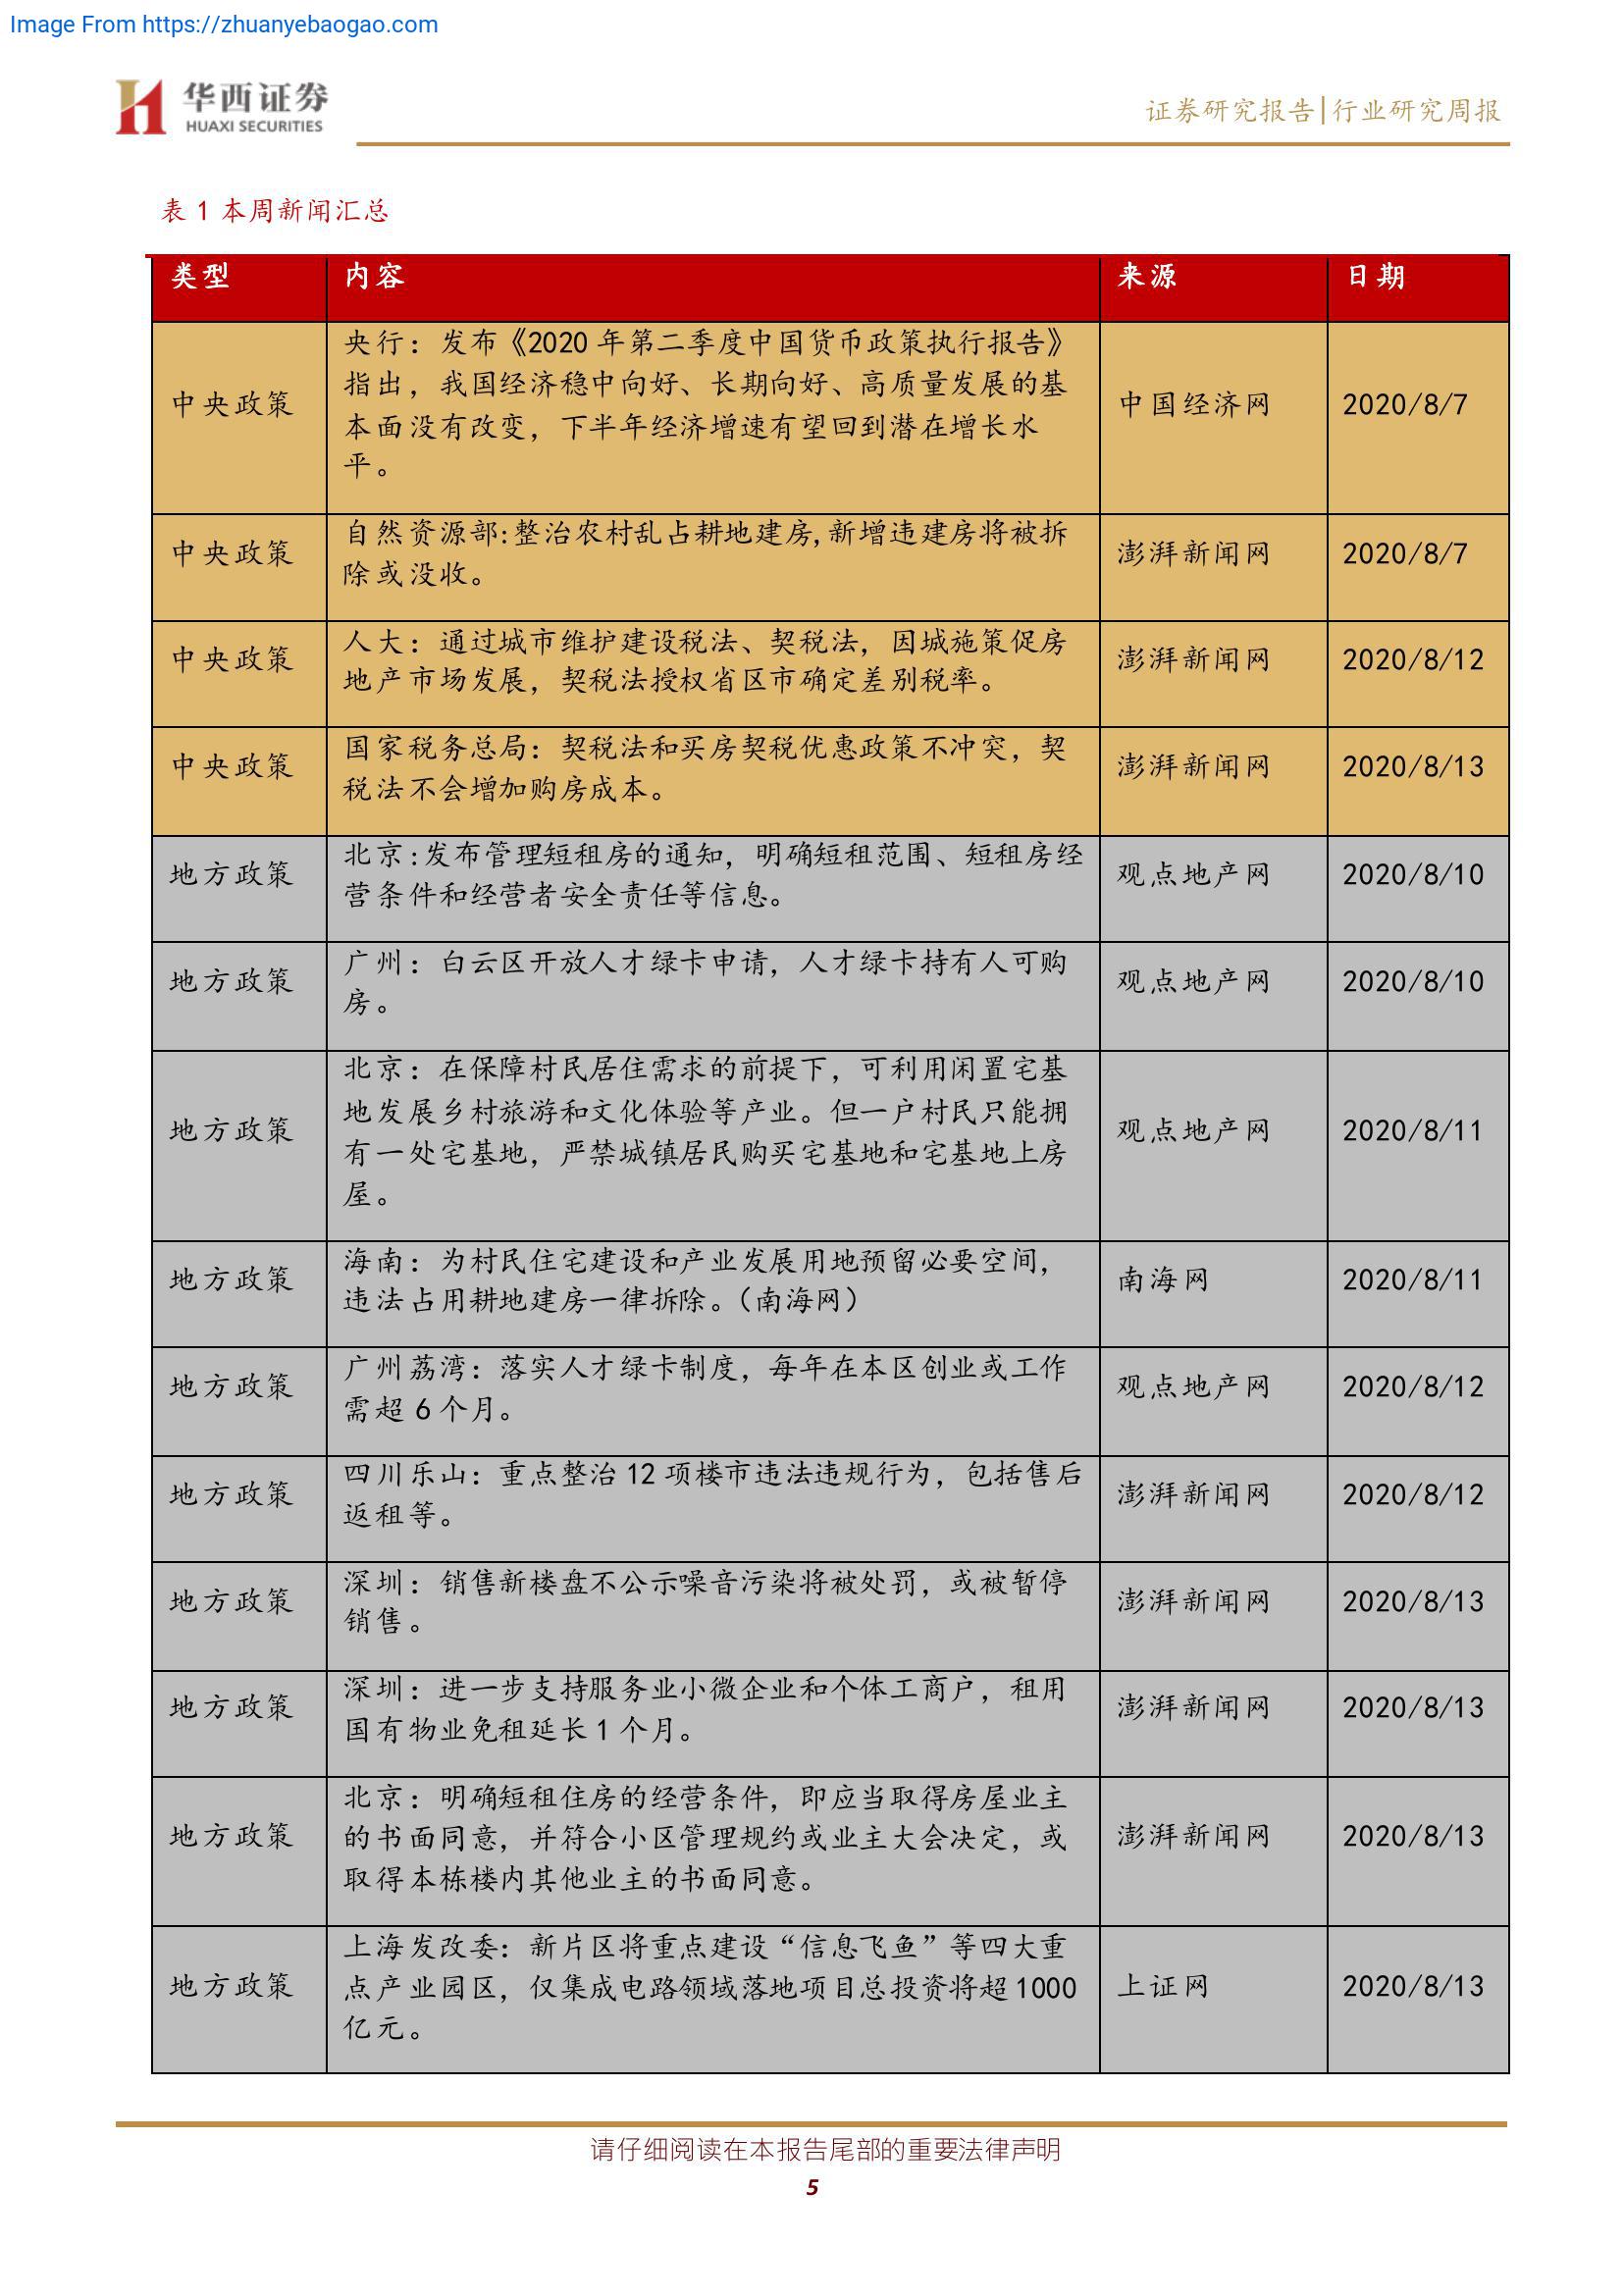 Image From https://zhuanyebaogao.com
华西证券
HUAXI SECURITIES
证券研究报告|行业研究周报
表 1 本周新闻汇总
类型 内容 来源 日期
中央政策
央行：发布《2020 年第二季度中国货币政策执行报告》
指出，我国经济稳中向好、长期向好、高质量发展的基
本面没有改变，下半年经济增速有望回到潜在增长水
平。
中国经济网
2020/8/7
中央政策
自然资源部:整治农村乱占耕地建房,新增违建房将被拆
除或没收。
澎湃新闻网
2020/8/7
中央政策
人大：通过城市维护建设税法、契税法，因城施策促房
地产市场发展，契税法授权省区市确定差别税率。
澎湃新闻网
2020/8/12
中央政策
国家税务总局：契税法和买房契税优惠政策不冲突，契
税法不会增加购房成本。
澎湃新闻网
2020/8/13
地方政策
北京:发布管理短租房的通知，明确短租范围、短租房经
营条件和经营者安全责任等信息。
观点地产网
2020/8/10
地方政策
广州：白云区开放人才绿卡申请，人才绿卡持有人可购
房。
观点地产网
2020/8/10
地方政策
北京：在保障村民居住需求的前提下，可利用闲置宅基
地发展乡村旅游和文化体验等产业。但一户村民只能拥
有一处宅基地，严禁城镇居民购买宅基地和宅基地上房
屋。
观点地产网
2020/8/11
地方政策
海南：为村民住宅建设和产业发展用地预留必要空间，
违法占用耕地建房一律拆除。（南海网）
南海网
2020/8/11
地方政策
广州荔湾：落实人才绿卡制度，每年在本区创业或工作
需超 6 个月。
观点地产网
2020/8/12
地方政策
四川乐山：重点整治 12 项楼市违法违规行为，包括售后
返租等。
澎湃新闻网
2020/8/12
地方政策
深圳：销售新楼盘不公示噪音污染将被处罚，或被暂停
销售。
澎湃新闻网
2020/8/13
地方政策
深圳：进一步支持服务业小微企业和个体工商户，租用
国有物业免租延长 1 个月。
澎湃新闻网
2020/8/13
地方政策
北京：明确短租住房的经营条件，即应当取得房屋业主
的书面同意，并符合小区管理规约或业主大会决定，或
取得本栋楼内其他业主的书面同意。
澎湃新闻网
2020/8/13
地方政策
上海发改委：新片区将重点建设“信息飞鱼”等四大重
点产业园区，仅集成电路领域落地项目总投资将超 1000
亿元。
上证网
2020/8/13
请仔细阅读在本报告尾部的重要法律声明
5